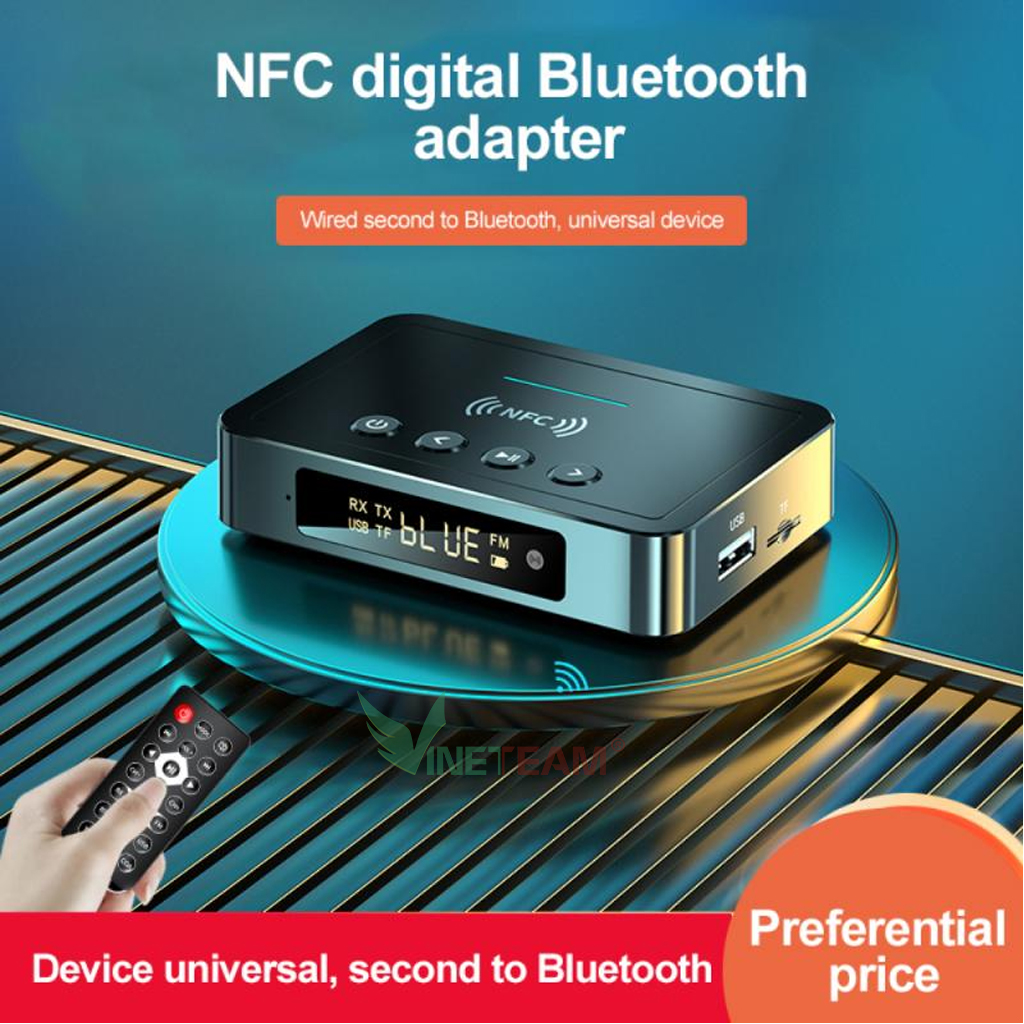 NFC digital Bluetooth
adapter
Wired second to Bluetooth, universal device
NFC
RX TX
USB TF
bLUE
FM
USB
TF
VINETEAM
Device universal, second to Bluetooth
Preferential
price